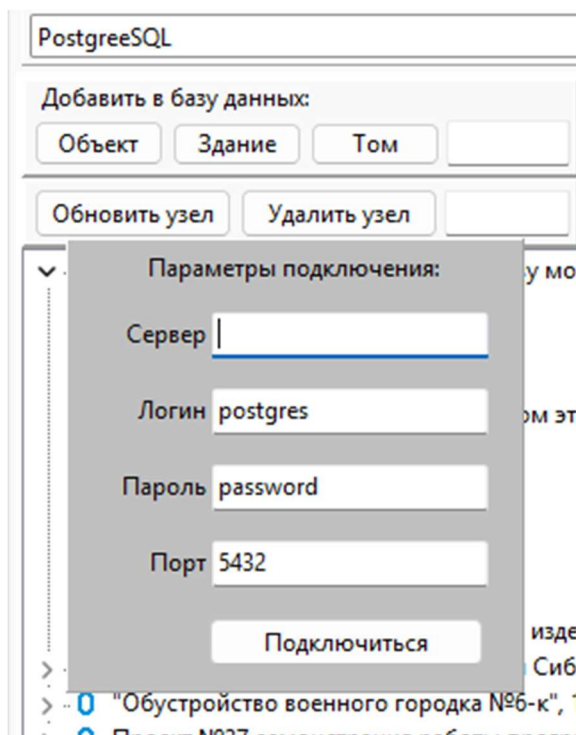 PostgreeSQL
Добавить в базу данных:
Объект Здание Том
Обновить узел Удалить узел
Параметры подключения:
Сервер
Логин postgres
Пароль password
Порт 5432
Подключиться
изде
Сиб
"Обустройство военного городка №6-к", 1